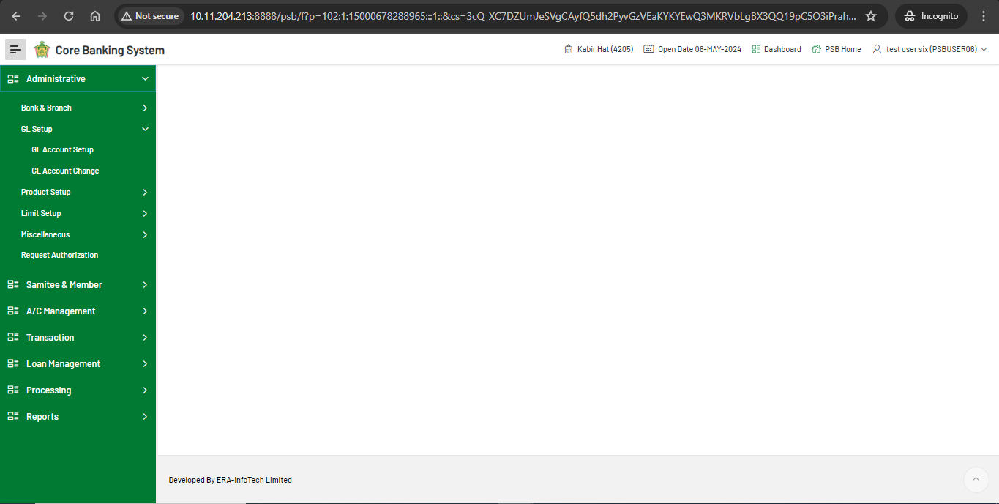 Not secure 10.11.204.213:8888/psb/f?p=102:1:15000678288965:::1::&cs=3cQ_XC7DZUmJeSVgCAyfQ5dh2PyvGzVEaKYKYEwQ3MKRVbLgBX3QQ19pC5O3iPrah... Incognito
Core Banking System Kabir Hat (4205) Open Date 08-MAY-2024 Dashboard PSB Home test user six (PSBUSER06)
Administrative
Bank & Branch
GL Setup
GL Account Setup
GL Account Change
Product Setup
Limit Setup
Miscellaneous
Request Authorization
Samitee & Member
A/C Management
Transaction
Loan Management
Processing
Reports
Developed By ERA-InfoTech Limited